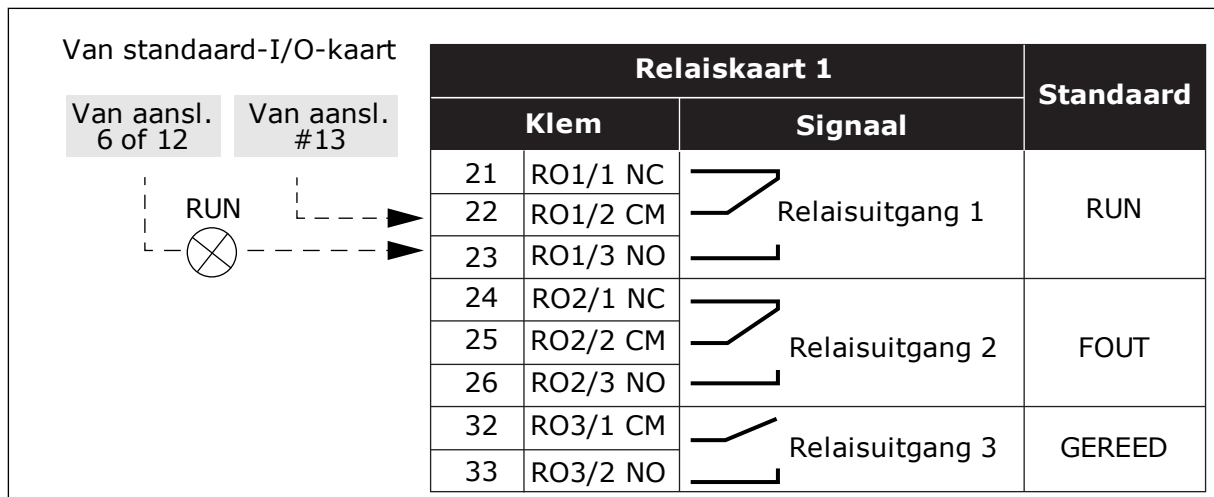 Van standaard-I/O-kaart
Van aansl.
6 of 12
Van aansl.
#13
RUN
Relaiskaart 1
Standaard
Klem
Signaal
21 RO1/1 NC
22 RO1/2 CM
23 RO1/3 NO
Relaisuitgang 1
RUN
24 RO2/1 NC
25 RO2/2 CM
26 RO2/3 NO
Relaisuitgang 2
FOUT
32 RO3/1 CM
33 RO3/2 NO
Relaisuitgang 3
GEREED